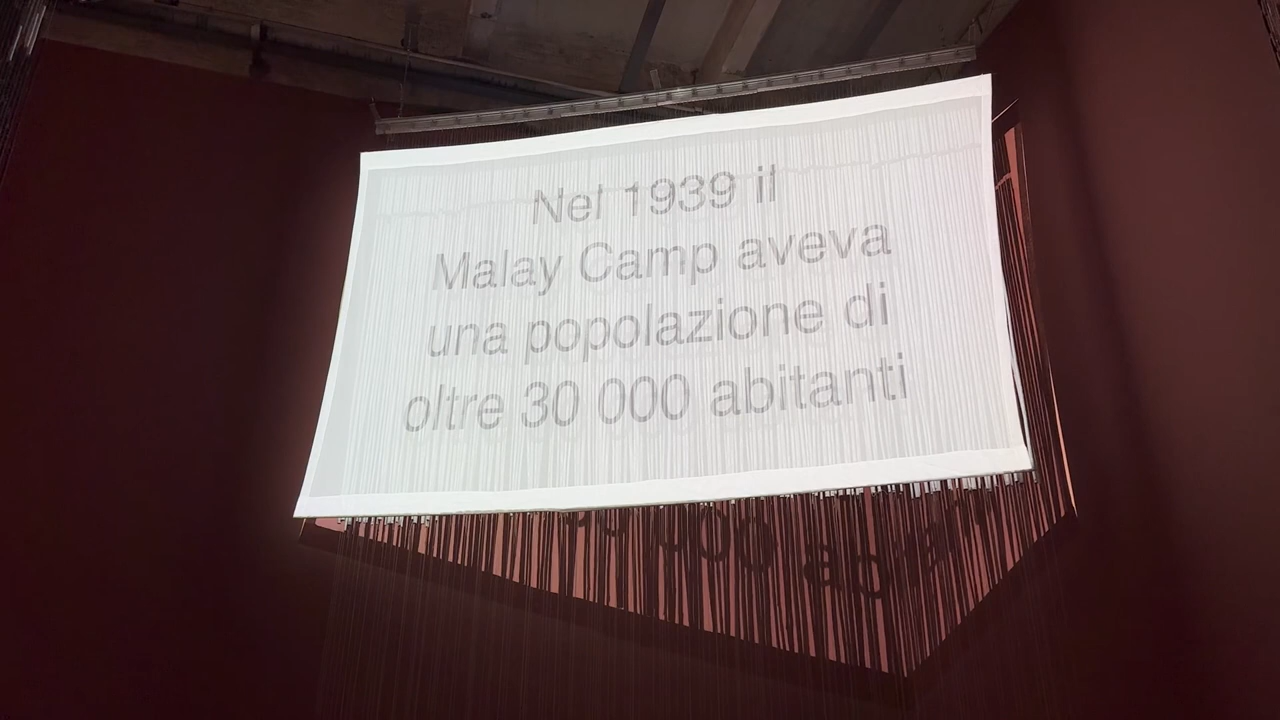 Nel 1939 il
Malay Camp aveva
una popolazione di
oltre 30 000 abitanti